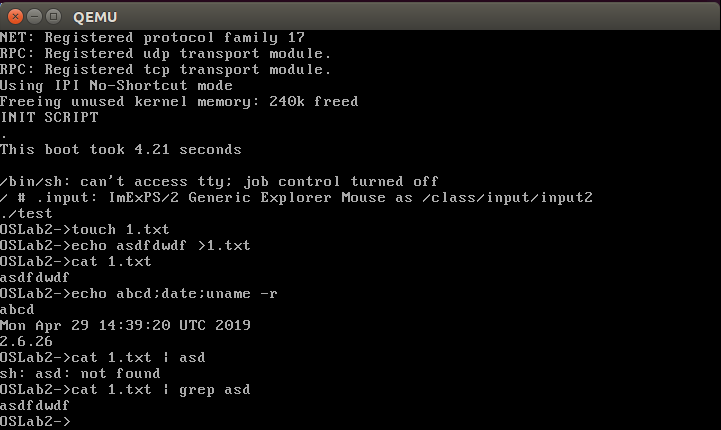 QEMU
NET: Registered protocol family 17
RPC: Registered udp transport module.
RPC: Registered tcp transport module.
Using IPI No-Shortcut mode
Freeing unused kernel memory: 240k freed
INIT SCRIPT
.
This boot took 4.21 seconds
/bin/sh: can't access tty; job control turned off
/ # .input: ImExPS/2 Generic Explorer Mouse as /class/input/input2
./test
OSLab2->touch 1.txt
OSLab2->echo asdfdwdf >1.txt
OSLab2->cat 1.txt
asdfdwdf
OSLab2->echo abcd;date;uname -r
abcd
Mon Apr 29 14:39:20 UTC 2019
2.6.26
OSLab2->cat 1.txt | asd
sh: asd: not found
OSLab2->cat 1.txt | grep asd
asdfdwdf
OSLab2->